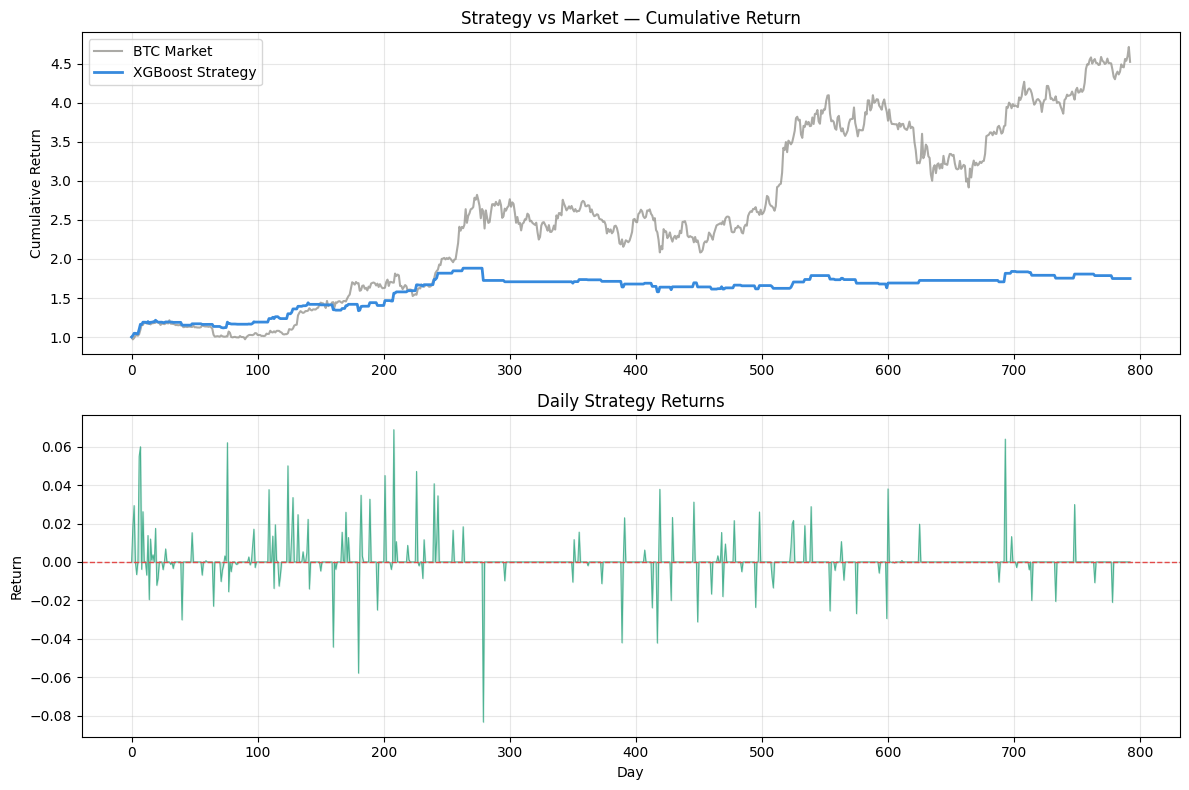 Strategy vs Market — Cumulative Return
BTC Market
XGBoost Strategy
Cumulative Return
4.5
4.0
3.5
3.0
2.5
2.0
1.5
1.0
0 100 200 300 400 500 600 700 800
Daily Strategy Returns
Return
0.06
0.04
0.02
0.00
−0.02
−0.04
−0.06
−0.08
0 100 200 300 400 500 600 700 800
Day